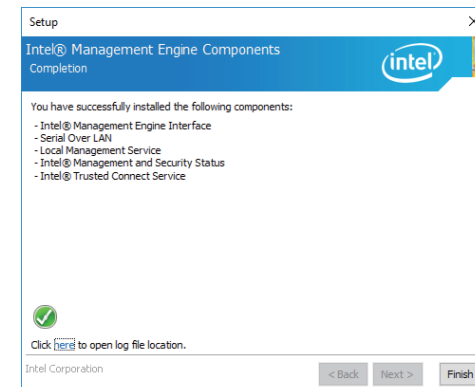 Setup
Intel® Management Engine Components
Completion
intel®
You have successfully installed the following components:
- Intel® Management Engine Interface
- Serial Over LAN
- Local Management Service
- Intel® Management and Security Status
- Intel® Trusted Connect Service
Click here to open log file location.
Intel Corporation
< Back
Next >
Finish